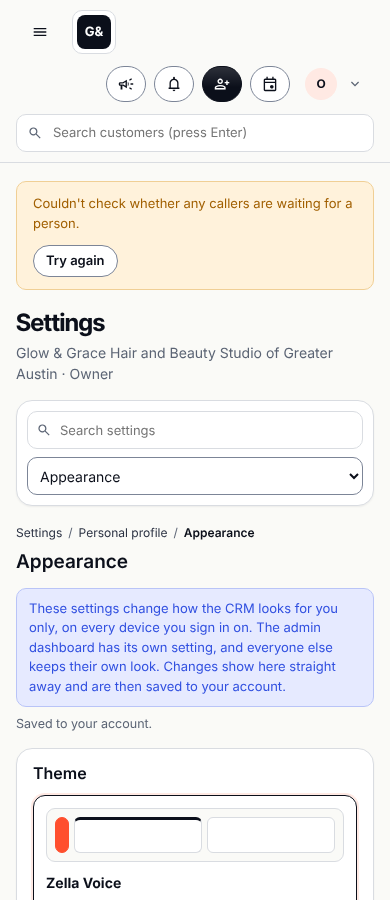 G&
O
Search customers (press Enter)
Couldn't check whether any callers are waiting for a
person.
Try again
Settings
Glow & Grace Hair and Beauty Studio of Greater
Austin · Owner
Search settings
Appearance
Settings / Personal profile / Appearance
Appearance
These settings change how the CRM looks for you
only, on every device you sign in on. The admin
dashboard has its own setting, and everyone else
keeps their own look. Changes show here straight
away and are then saved to your account.
Saved to your account.
Theme
Zella Voice